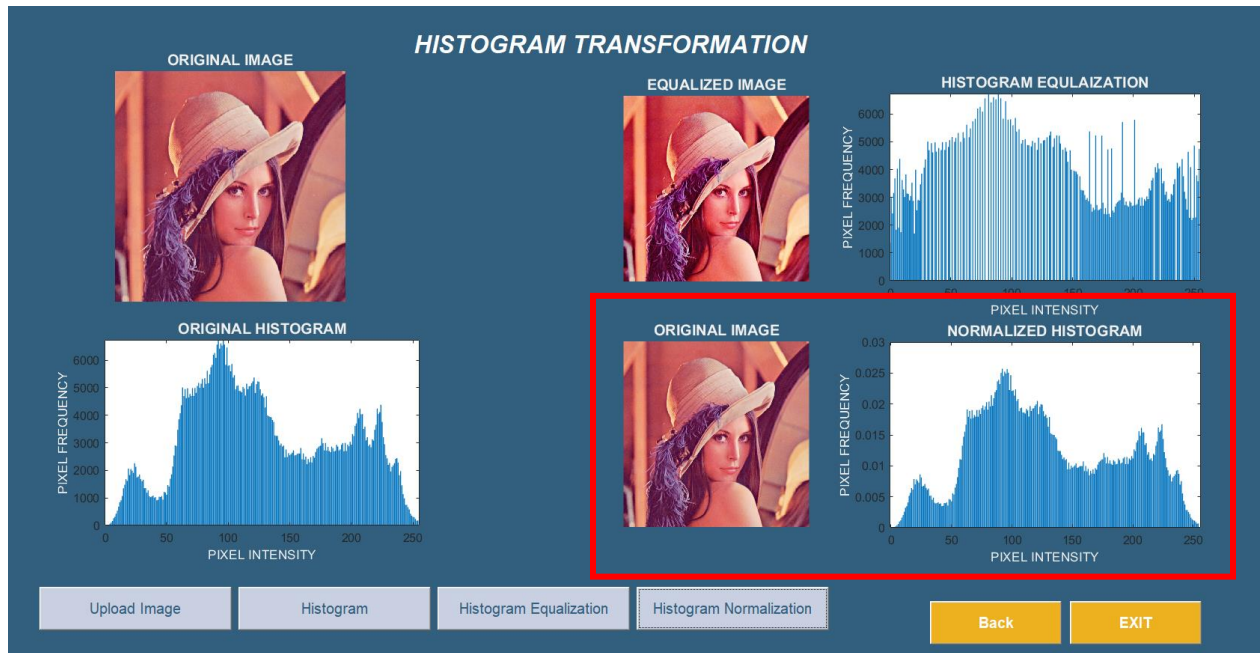 HISTOGRAM TRANSFORMATION
ORIGINAL IMAGE
EQUALIZED IMAGE
HISTOGRAM EQULAIZATION
PIXEL FREQUENCY
6000
5000
4000
3000
2000
1000
0
0 50 100 150 200 250
PIXEL INTENSITY
ORIGINAL HISTOGRAM
PIXEL FREQUENCY
6000
5000
4000
3000
2000
1000
0
0 50 100 150 200 250
PIXEL INTENSITY
ORIGINAL IMAGE
NORMALIZED HISTOGRAM
PIXEL FREQUENCY
0.03
0.025
0.02
0.015
0.01
0.005
0
0 50 100 150 200 250
PIXEL INTENSITY
Upload Image
Histogram
Histogram Equalization
Histogram Normalization
Back
EXIT